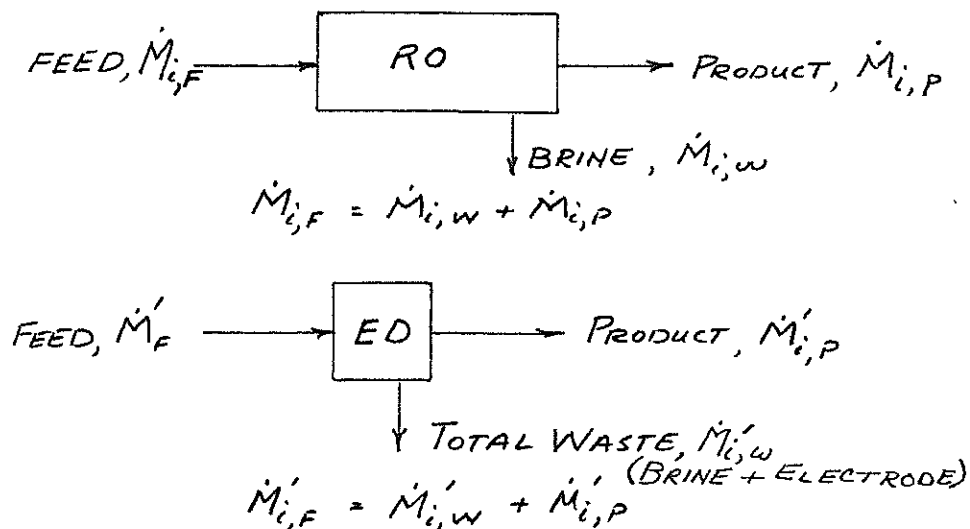 FEED, Ṁi,F
RO
PRODUCT, Ṁi,P
BRINE, Ṁi,w
Ṁi,F = Ṁi,w + Ṁi,P
FEED, Ṁ'F
ED
PRODUCT, Ṁ'i,P
TOTAL WASTE, Ṁ'i,w
(BRINE + ELECTRODE)
Ṁ'i,F = Ṁ'i,w + Ṁ'i,P